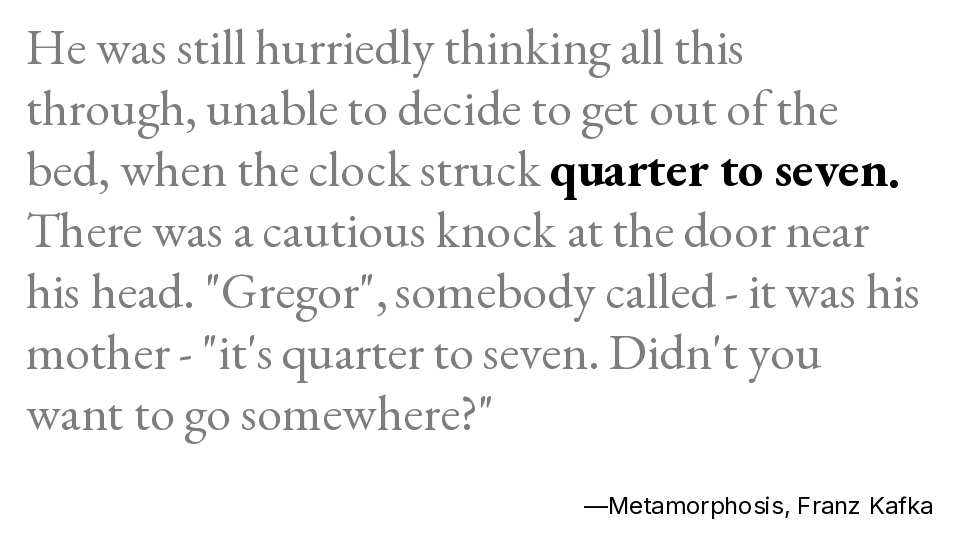 He was still hurriedly thinking all this
through, unable to decide to get out of the
bed, when the clock struck quarter to seven.
There was a cautious knock at the door near
his head. "Gregor", somebody called - it was his
mother - "it's quarter to seven. Didn't you
want to go somewhere?"
—Metamorphosis, Franz Kafka